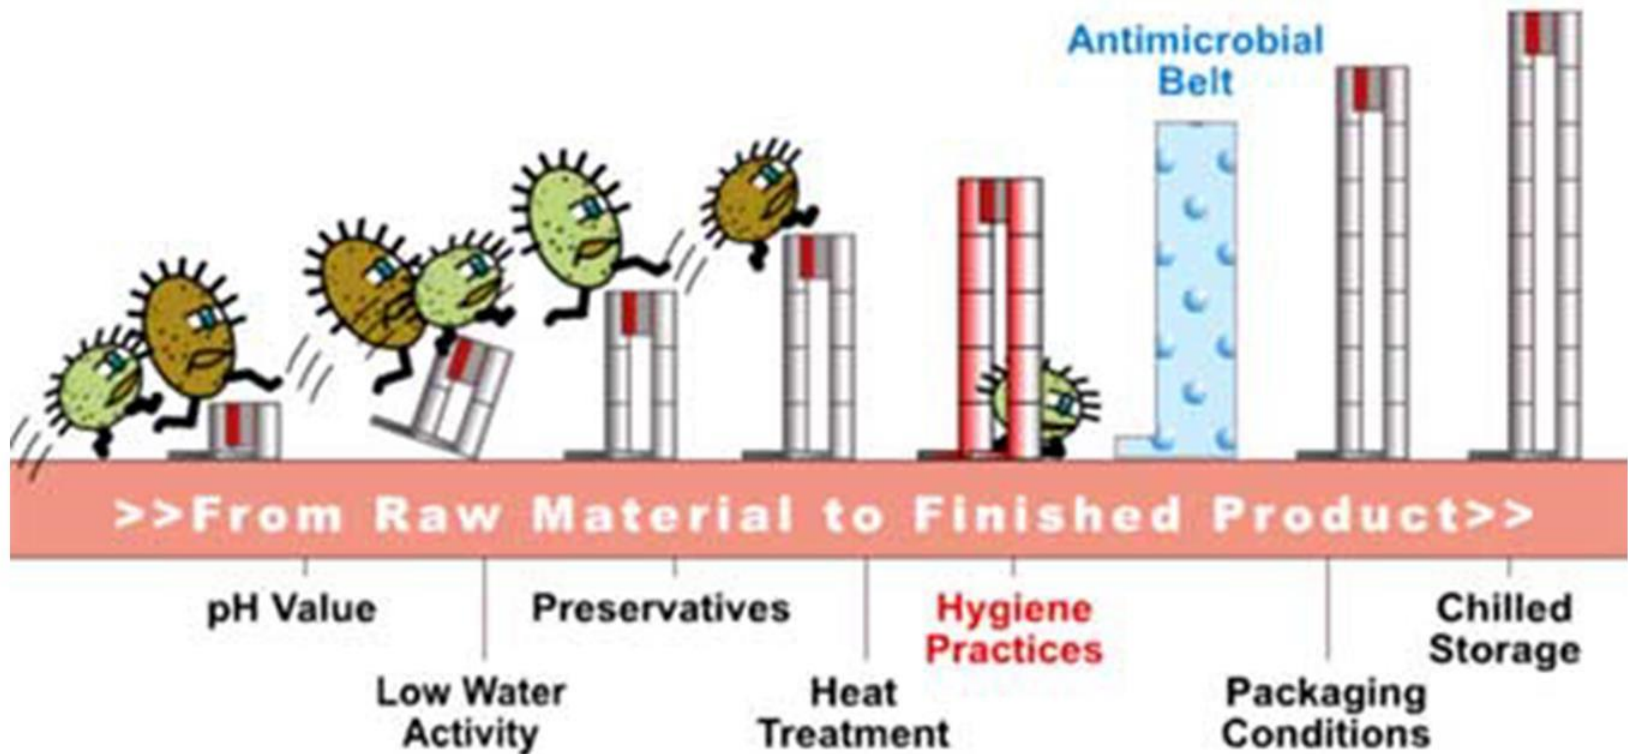 Antimicrobial
Belt
>>From Raw Material to Finished Product>>
pH Value
Preservatives
Hygiene
Practices
Chilled
Storage
Low Water
Activity
Heat
Treatment
Packaging
Conditions